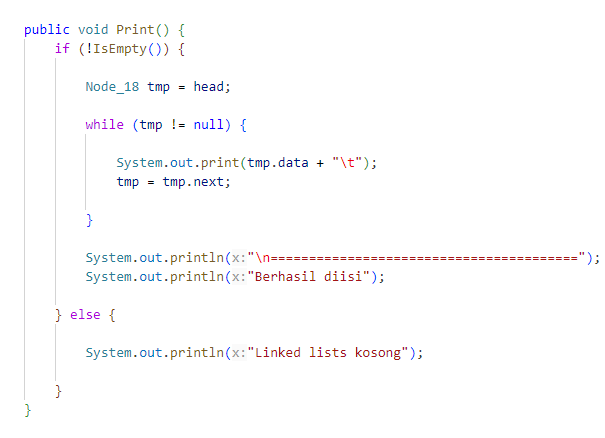 public void Print() {
if (!IsEmpty()) {
Node_18 tmp = head;
while (tmp != null) {
System.out.print(tmp.data + "\t");
tmp = tmp.next;
}
System.out.println(x:"\n========================================");
System.out.println(x:"Berhasil diisi");
} else {
System.out.println(x:"Linked lists kosong");
}
}